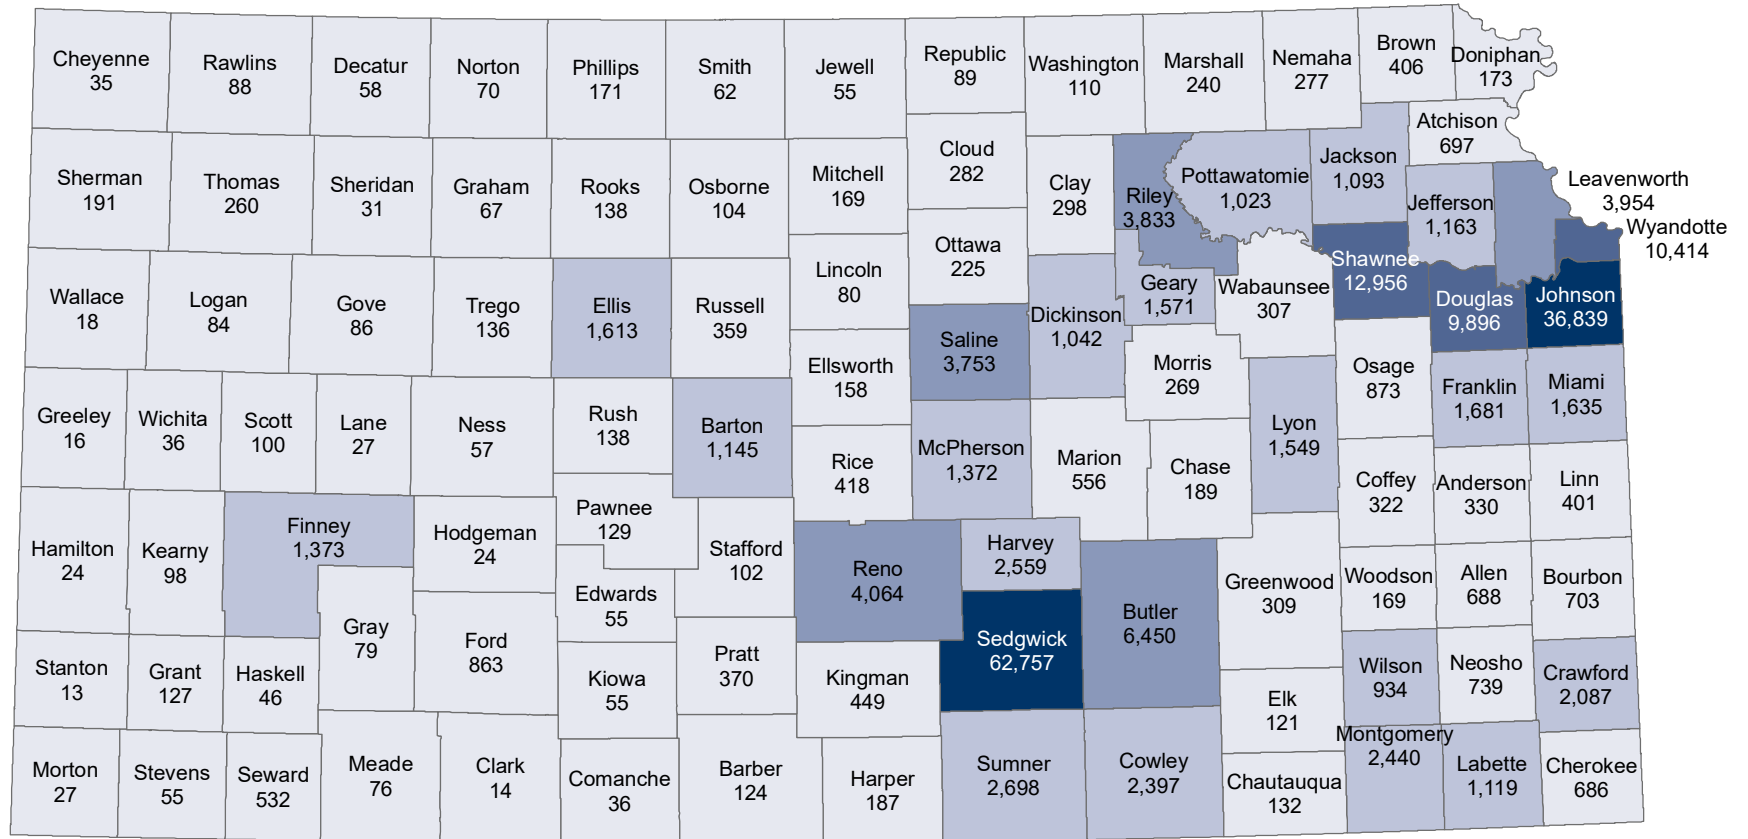 Cheyenne
35
Rawlins
88
Decatur
58
Norton
70
Phillips
171
Smith
62
Jewell
55
Republic
89
Washington
110
Marshall
240
Nemaha
277
Brown
406
Doniphan
173
Sherman
191
Thomas
260
Sheridan
31
Graham
67
Rooks
138
Osborne
104
Mitchell
169
Cloud
282
Clay
298
Riley
3,833
Pottawatomie
1,023
Jackson
1,093
Atchison
697
Jefferson
1,163
Leavenworth
3,954
Wyandotte
10,414
Wallace
18
Logan
84
Gove
86
Trego
136
Ellis
1,613
Russell
359
Lincoln
80
Ottawa
225
Saline
3,753
Dickinson
1,042
Geary
1,571
Wabaunsee
307
Shawnee
12,956
Douglas
9,896
Johnson
36,839
Greeley
16
Wichita
36
Scott
100
Lane
27
Ness
57
Rush
138
Barton
1,145
Ellsworth
158
Rice
418
McPherson
1,372
Marion
556
Morris
269
Chase
189
Lyon
1,549
Osage
873
Franklin
1,681
Miami
1,635
Coffey
322
Anderson
330
Linn
401
Hamilton
24
Kearny
98
Finney
1,373
Hodgeman
24
Pawnee
129
Stafford
102
Edwards
55
Reno
4,064
Harvey
2,559
Butler
6,450
Greenwood
309
Woodson
169
Allen
688
Bourbon
703
Stanton
13
Grant
127
Haskell
46
Gray
79
Ford
863
Kiowa
55
Pratt
370
Kingman
449
Sedgwick
62,757
Elk
121
Wilson
934
Neosho
739
Crawford
2,087
Morton
27
Stevens
55
Seward
532
Meade
76
Clark
14
Comanche
36
Barber
124
Harper
187
Sumner
2,698
Cowley
2,397
Chautauqua
132
Montgomery
2,440
Labette
1,119
Cherokee
686